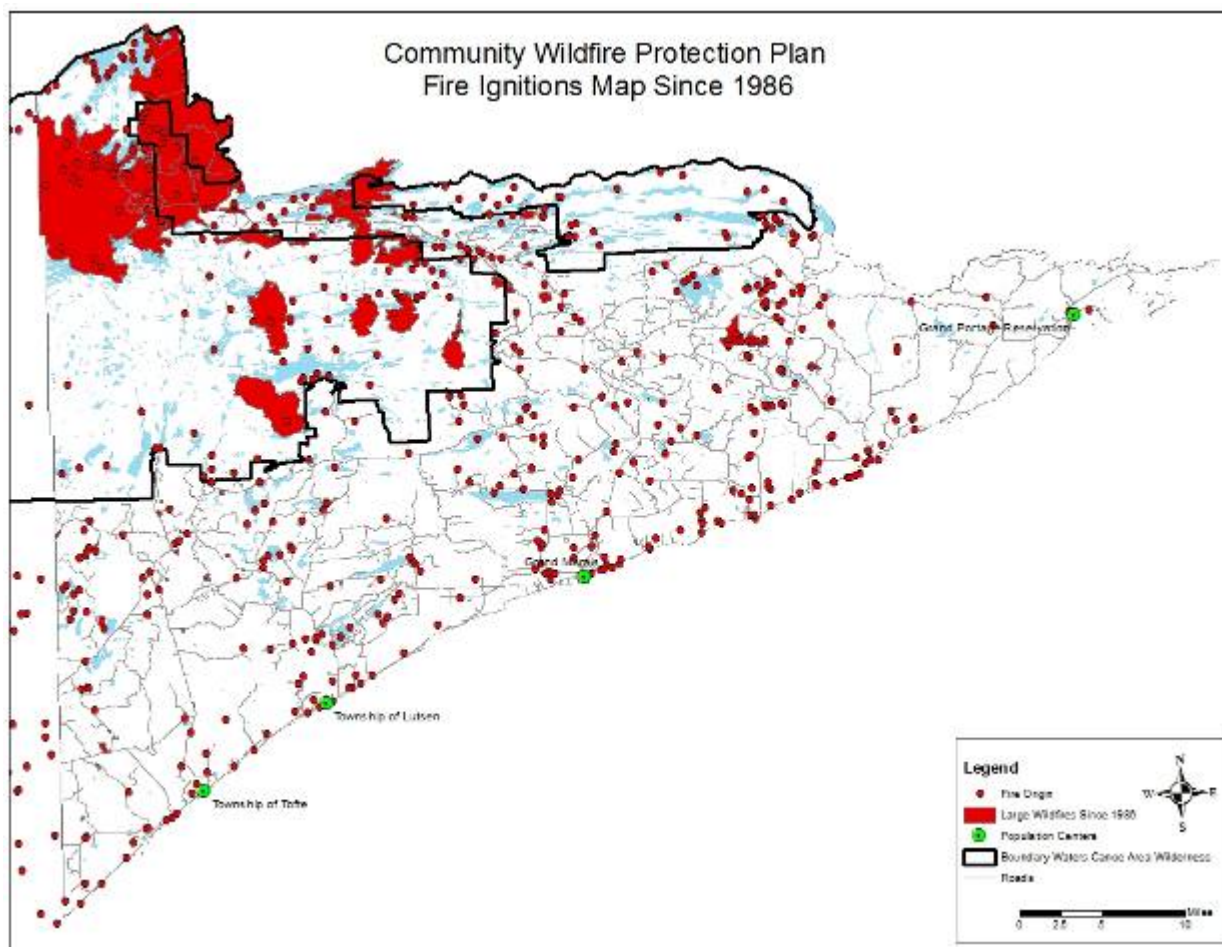 Community Wildfire Protection Plan
Fire Ignitions Map Since 1986
Grand Portage Reservation
Grand Marais
Township of Lutsen
Township of Tofte
Legend
Fire Origin
Large Wildfires Since 1986
Population Centers
Boundary Waters Canoe Area Wilderness
Roads
N
W E
S
Miles
0 2.5 5 10